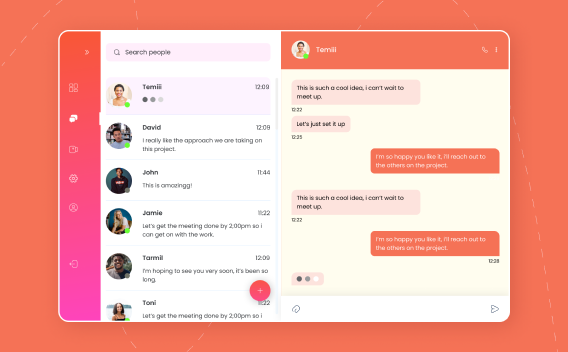 Search people
Temiii
12:09
David
12:09
I really like the approach we are taking on
this project.
John
11:44
This is amazingg!
Jamie
11:22
Let's get the meeting done by 2;00pm so i
can get on with the work.
Tarmil
12:09
I'm hoping to see you very soon, it's been so
long.
Toni
11:22
Let's get the meeting done by 2;00pm so i
Temiii
This is such a cool idea, i can't wait to
meet up.
12:22
Let's just set it up
12:25
I'm so happy you like it, I'll reach out to
the others on the project.
This is such a cool idea, i can't wait to
meet up.
12:22
I'm so happy you like it, I'll reach out to
the others on the project.
12:28